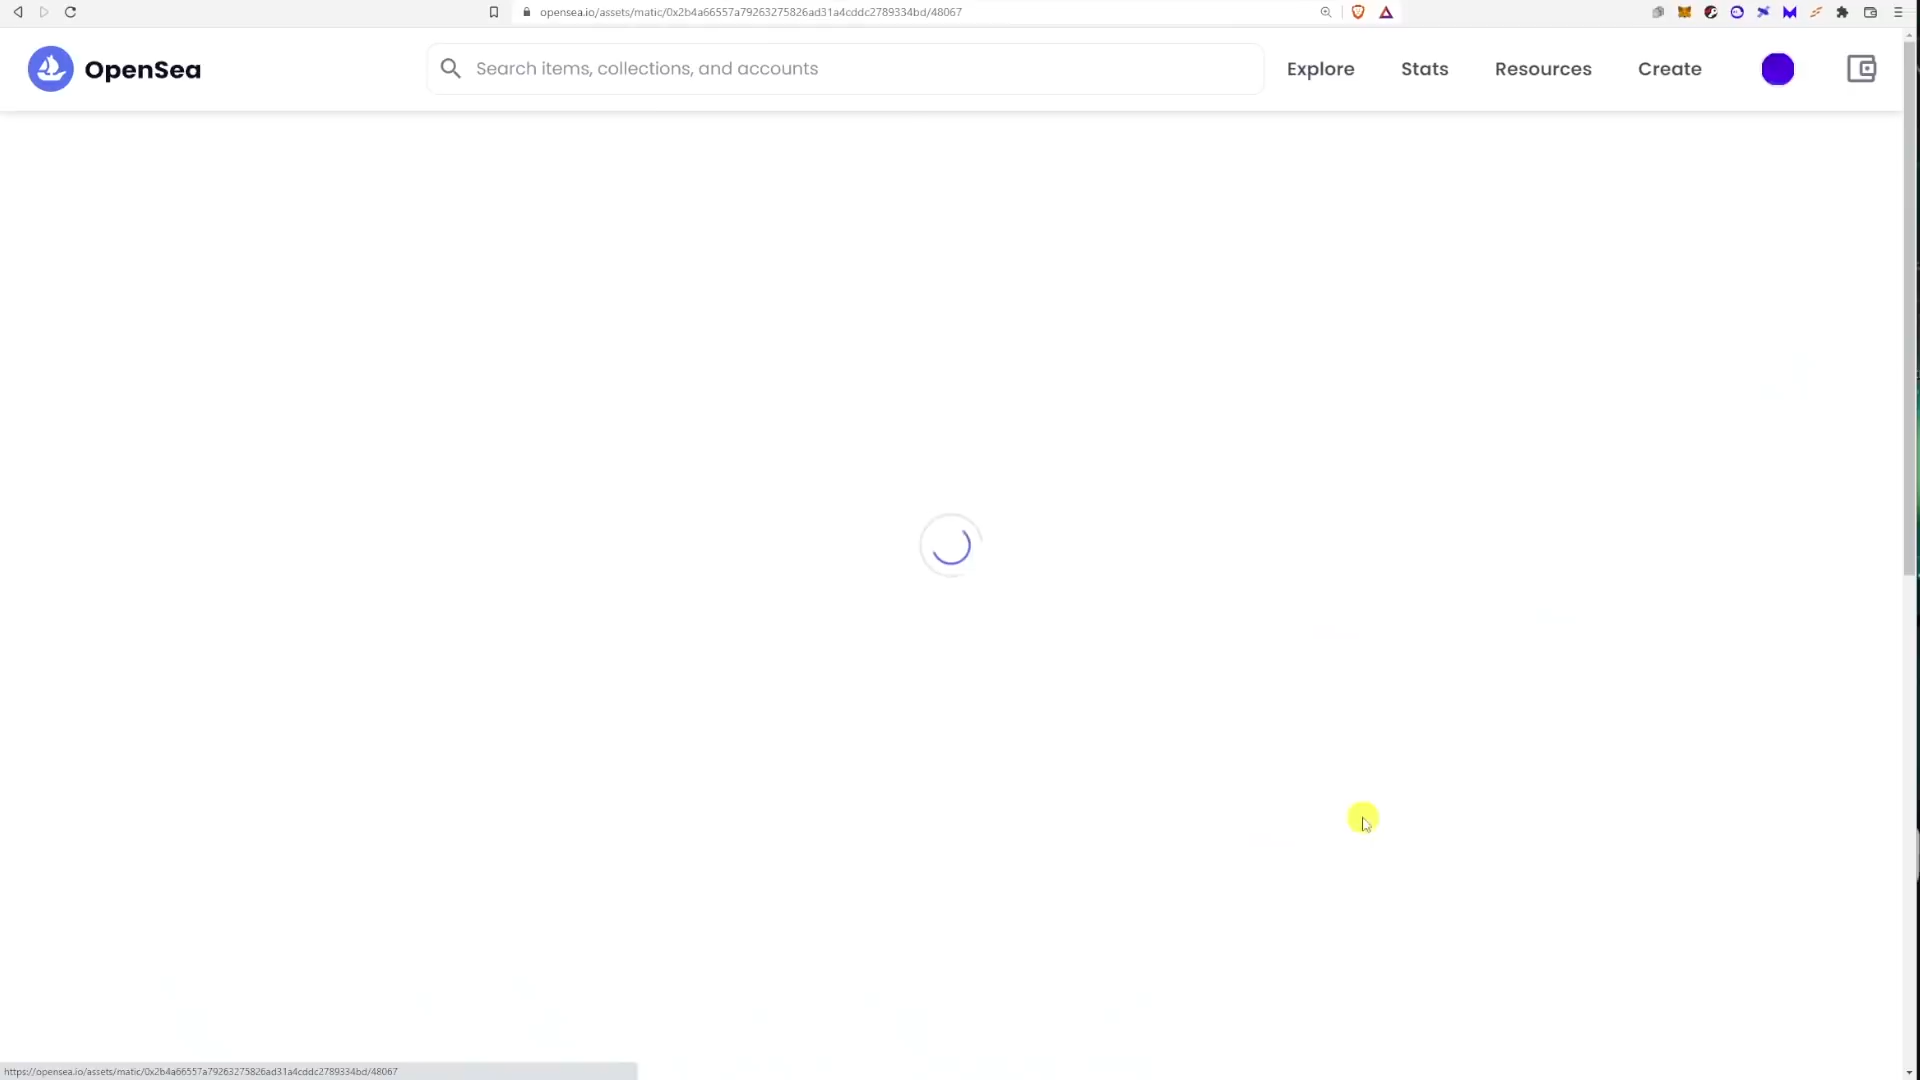 opensea.io/assets/matic/0x2b4a66557a79263275826ad31a4cddc2789334bd/48067
OpenSea
Search items, collections, and accounts
Explore
Stats
Resources
Create
https://opensea.io/assets/matic/0x2b4a66557a79263275826ad31a4cddc2789334bd/48067